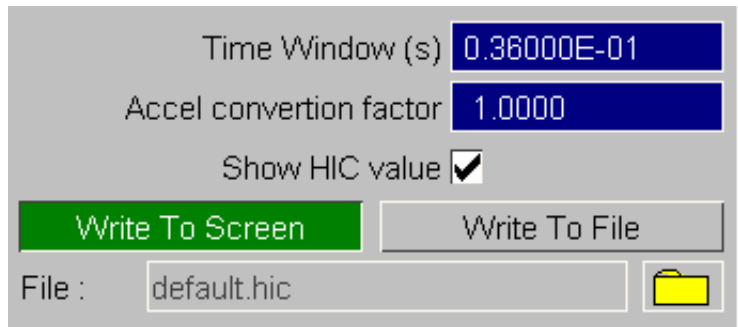 Time Window (s) 0.36000E-01
Accel convertion factor 1.0000
Show HIC value
Write To Screen Write To File
File : default.hic